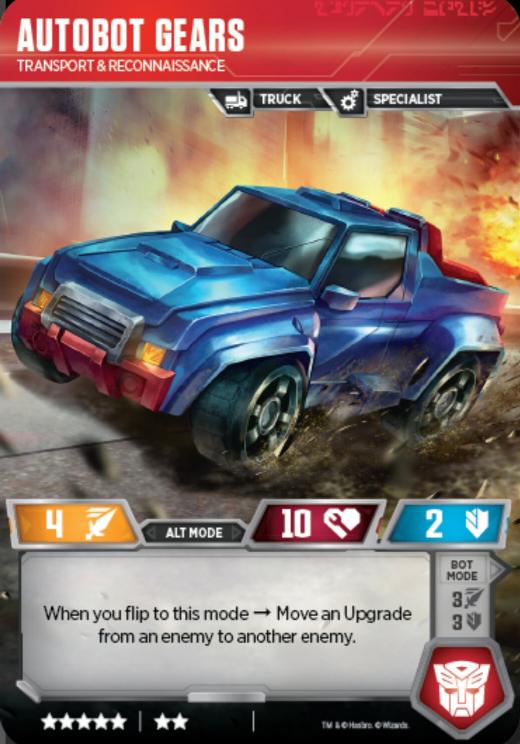 AUTOBOT GEARS
TRANSPORT & RECONNAISSANCE
TRUCK
SPECIALIST
4
ALT MODE
10
2
When you flip to this mode → Move an Upgrade
from an enemy to another enemy.
BOT
MODE
3
3
★★★★★ | ★★ |
TM & © Hasbro. © Wizards.